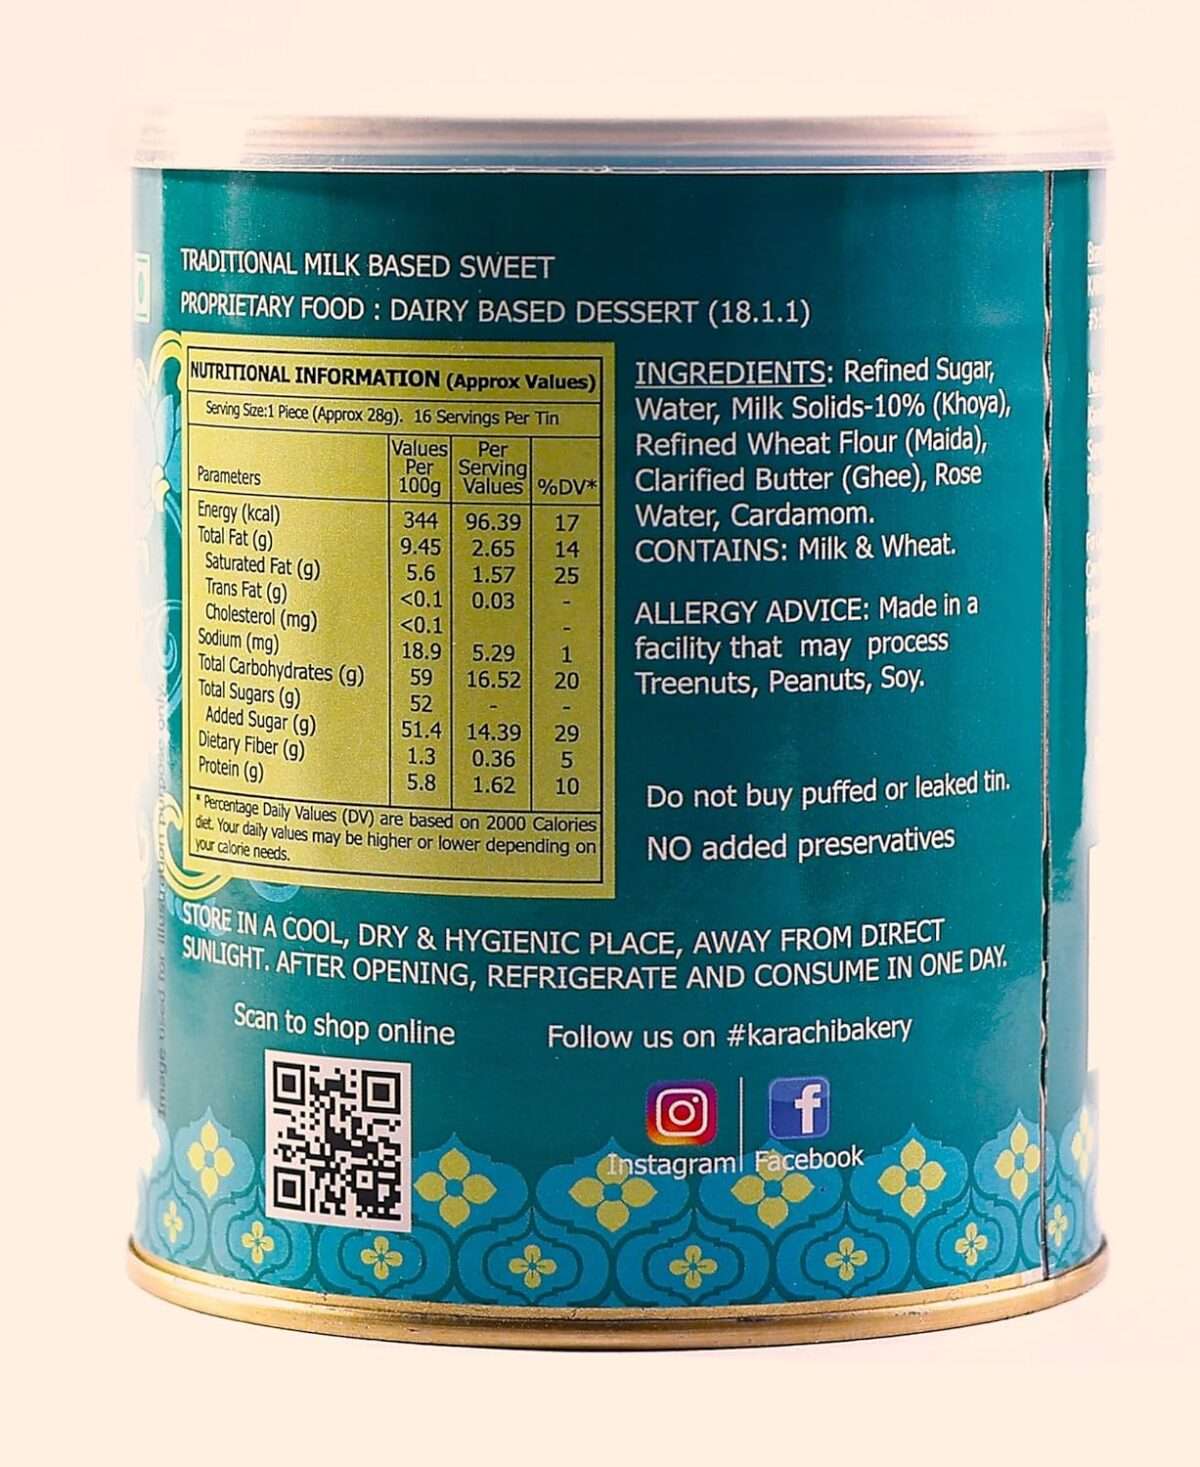 TRADITIONAL MILK BASED SWEET
PROPRIETARY FOOD : DAIRY BASED DESSERT (18.1.1)
NUTRITIONAL INFORMATION (Approx Values)
Serving Size:1 Piece (Approx 28g). 16 Servings Per Tin
Parameters Values Per 100g Per Serving Values %DV*
Energy (kcal) 344 96.39 17
Total Fat (g) 9.45 2.65 14
Saturated Fat (g) 5.6 1.57 25
Trans Fat (g) <0.1 0.03 -
Cholesterol (mg) <0.1 -
Sodium (mg) 18.9 5.29 1
Total Carbohydrates (g) 59 16.52 20
Total Sugars (g) 52 - -
Added Sugar (g) 51.4 14.39 29
Dietary Fiber (g) 1.3 0.36 5
Protein (g) 5.8 1.62 10
* Percentage Daily Values (DV) are based on 2000 Calories
diet. Your daily values may be higher or lower depending on
your calorie needs.
INGREDIENTS: Refined Sugar,
Water, Milk Solids-10% (Khoya),
Refined Wheat Flour (Maida),
Clarified Butter (Ghee), Rose
Water, Cardamom.
CONTAINS: Milk & Wheat.
ALLERGY ADVICE: Made in a
facility that may process
Treenuts, Peanuts, Soy.
Do not buy puffed or leaked tin.
NO added preservatives
STORE IN A COOL, DRY & HYGIENIC PLACE, AWAY FROM DIRECT
SUNLIGHT. AFTER OPENING, REFRIGERATE AND CONSUME IN ONE DAY.
Scan to shop online
Follow us on #karachibakery
Instagram | Facebook
Image used for illustration purpose only.